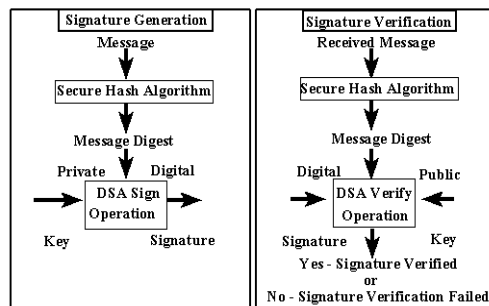 Signature Generation
Message
Secure Hash Algorithm
Message Digest
Private Digital
DSA Sign
Operation
Key Signature
Signature Verification
Received Message
Secure Hash Algorithm
Message Digest
Digital Public
DSA Verify
Operation
Signature Key
Yes - Signature Verified
or
No - Signature Verification Failed